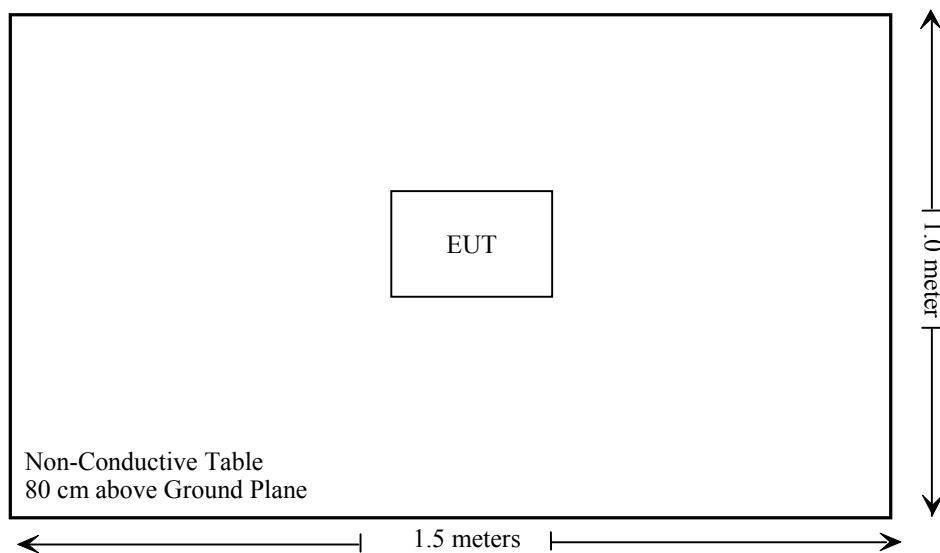 EUT
1.0 meter
Non-Conductive Table
80 cm above Ground Plane
1.5 meters